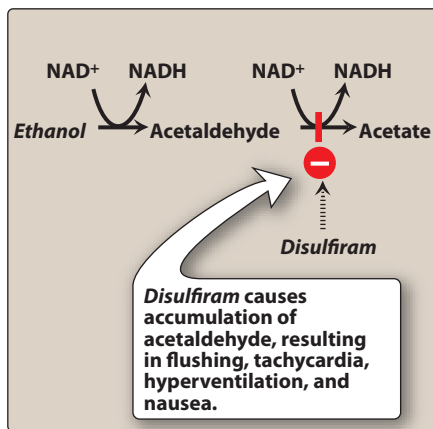 NAD+ NADH NAD+ NADH
Ethanol Acetaldehyde Acetate
Disulfiram
Disulfiram causes
accumulation of
acetaldehyde, resulting
in flushing, tachycardia,
hyperventilation, and
nausea.